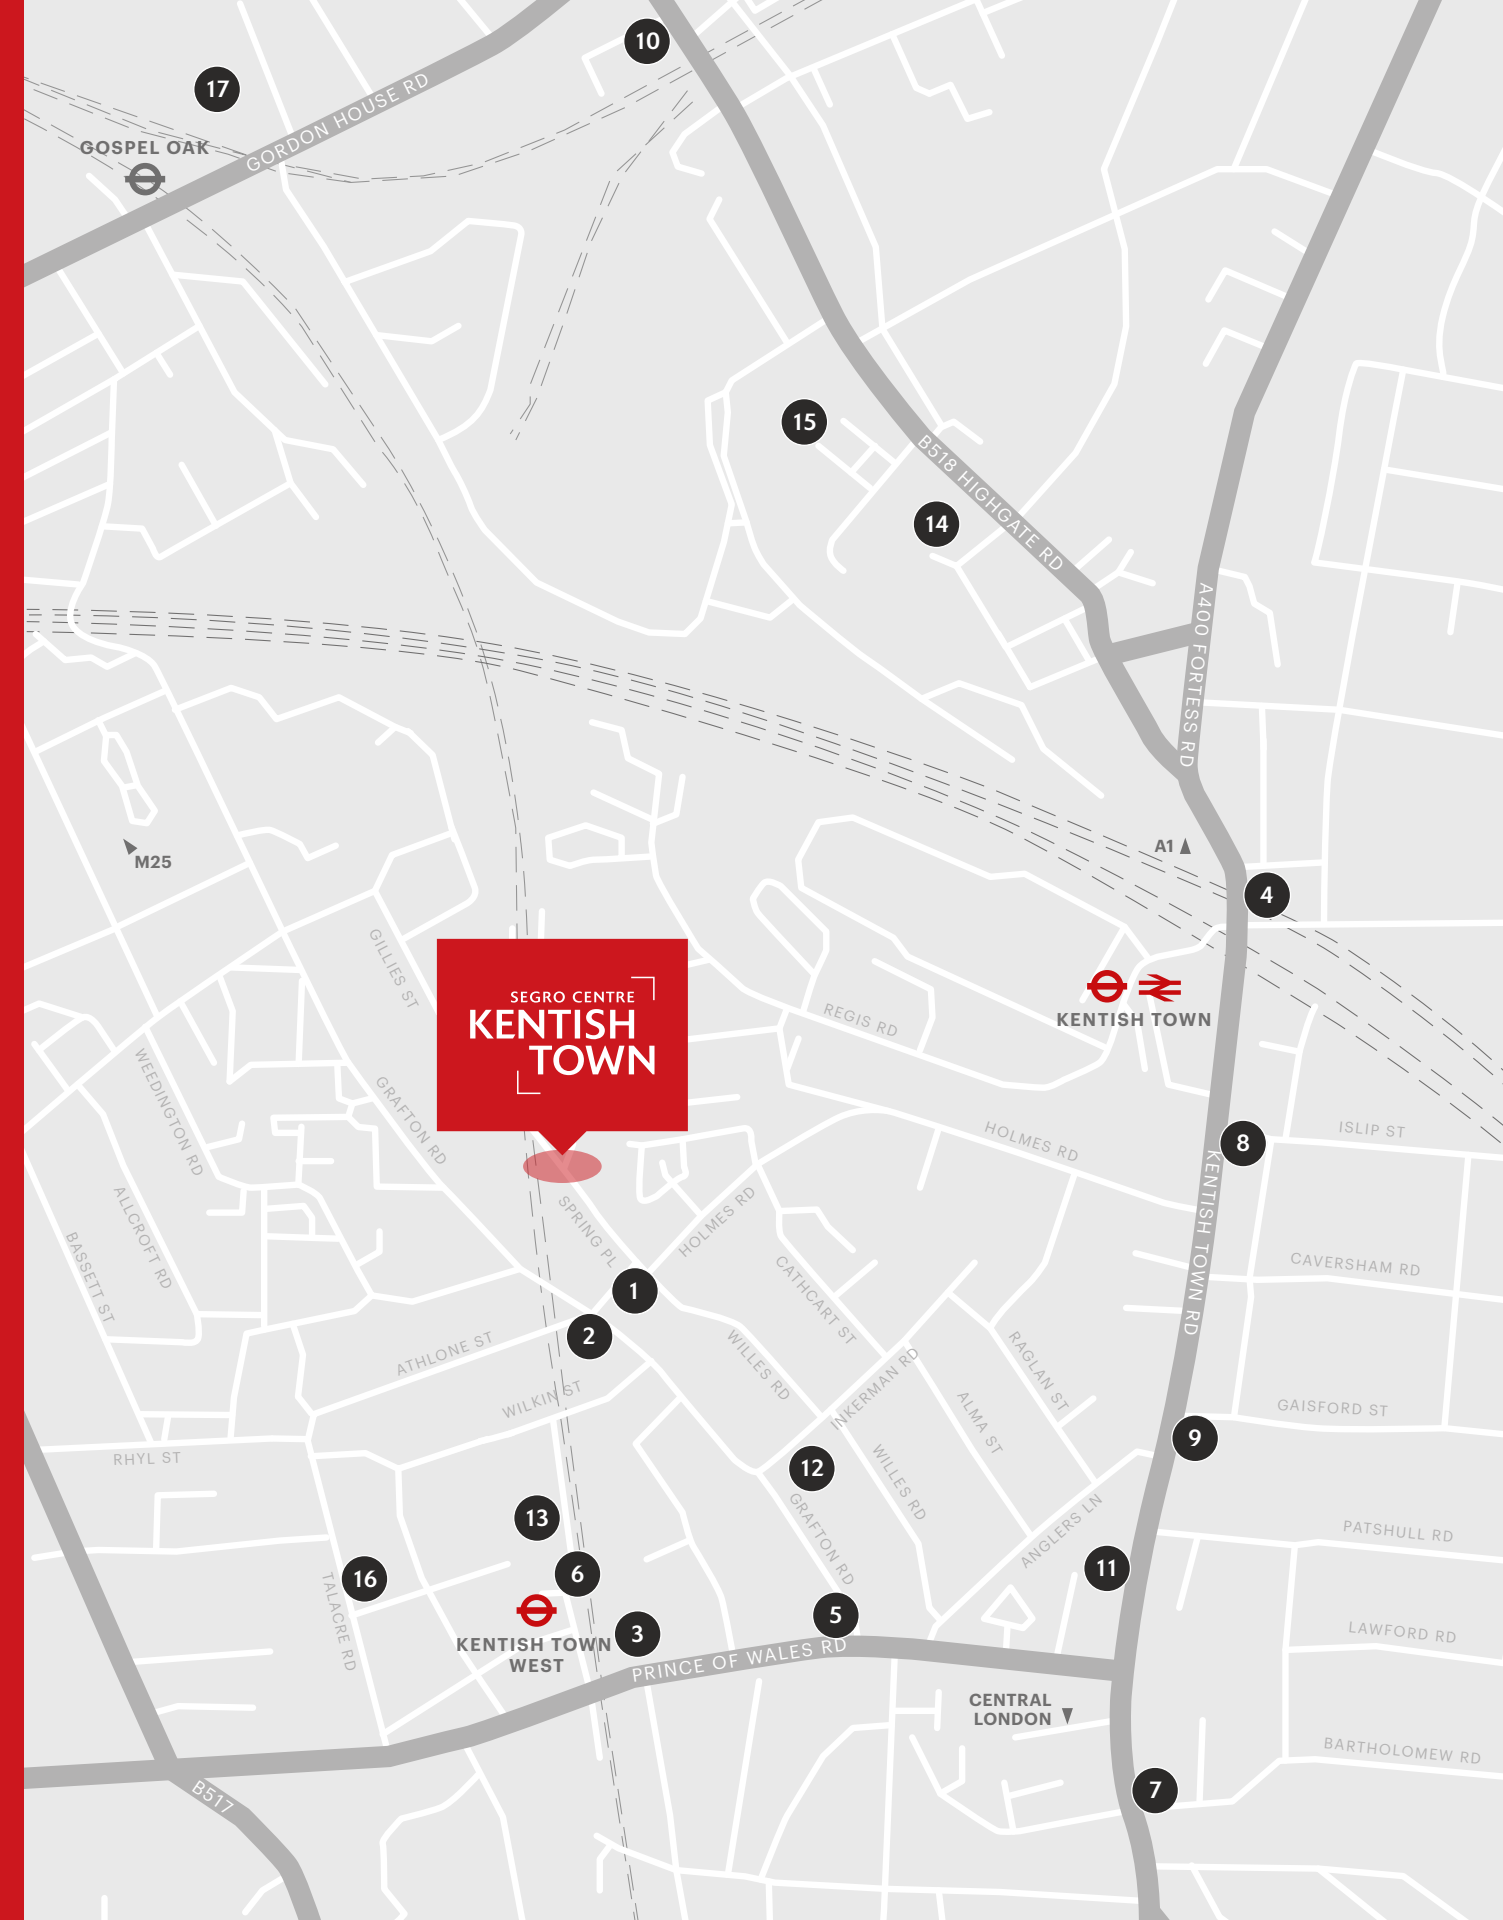 10
17
GORDON HOUSE RD
GOSPEL OAK
15
B518 HIGHGATE RD
14
A400 FORTESS RD
A1
M25
4
GILLIES ST
SEGRO CENTRE
KENTISH
TOWN
REGIS RD
KENTISH TOWN
WEEDINGTON RD
GRAFTON RD
HOLMES RD
8
ISLIP ST
KENTISH TOWN RD
ALLCROFT RD
BASSETT ST
SPRING PL
HOLMES RD
CATHCART ST
CAVERSHAM RD
1
2
ATHLONE ST
WILLES RD
RAGLAN ST
INKERMAN RD
WILKIN ST
ALMA ST
GAISFORD ST
9
RHYL ST
12
WILLES RD
GRAFTON RD
ANGLERS LN
13
PATSHULL RD
16
6
11
TALACRE RD
5
3
KENTISH TOWN
WEST
PRINCE OF WALES RD
LAWFORD RD
CENTRAL
LONDON
BARTHOLOMEW RD
7
B517